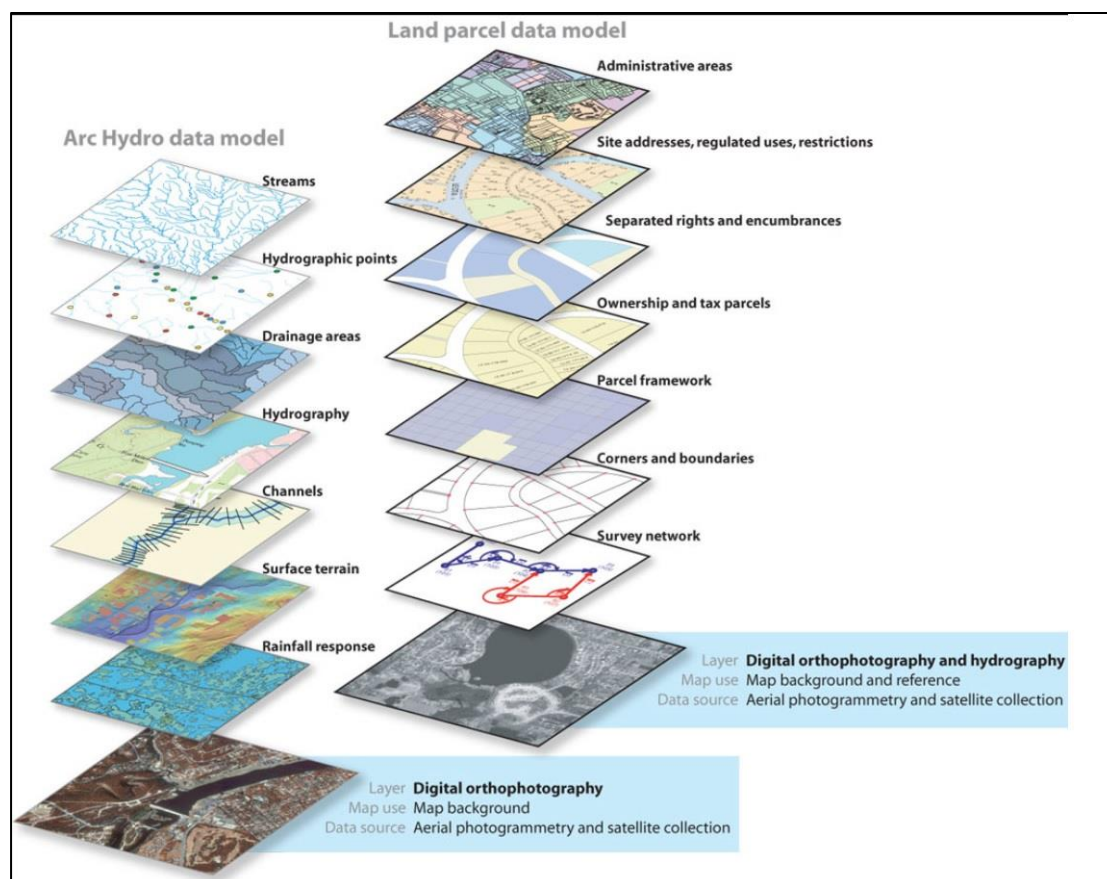 Land parcel data model
Administrative areas
Site addresses, regulated uses, restrictions
Separated rights and encumbrances
Ownership and tax parcels
Parcel framework
Corners and boundaries
Survey network
Layer Digital orthophotography and hydrography
Map use Map background and reference
Data source Aerial photogrammetry and satellite collection
Arc Hydro data model
Streams
Hydrographic points
Drainage areas
Hydrography
Channels
Surface terrain
Rainfall response
Layer Digital orthophotography
Map use Map background
Data source Aerial photogrammetry and satellite collection